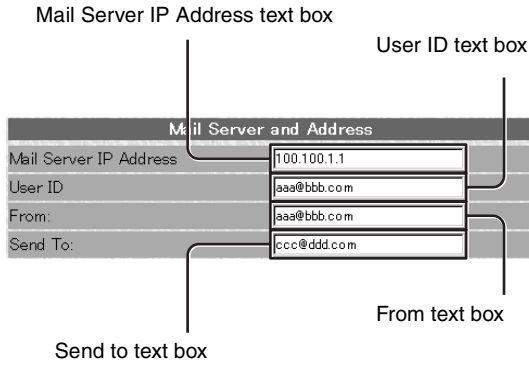 Mail Server IP Address text box
User ID text box
Mail Server and Address
Mail Server IP Address 100.100.1.1
User ID aaa@bbb.com
From: aaa@bbb.com
Send To: ccc@ddd.com
From text box
Send to text box